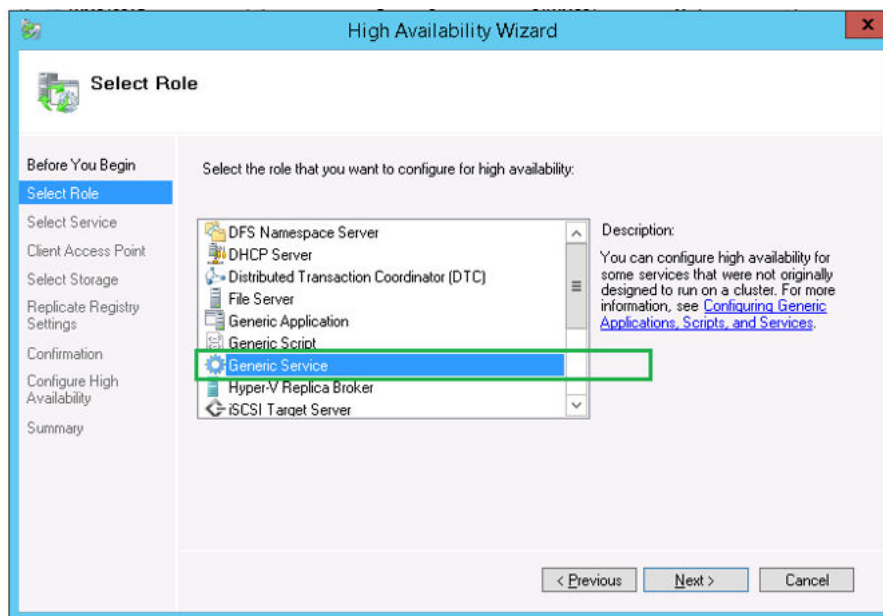 High Availability Wizard
x
Select Role
Before You Begin
Select Role
Select Service
Client Access Point
Select Storage
Replicate Registry
Settings
Confirmation
Configure High
Availability
Summary
Select the role that you want to configure for high availability:
DFS Namespace Server
DHCP Server
Distributed Transaction Coordinator (DTC)
File Server
Generic Application
Generic Script
Generic Service
Hyper-V Replica Broker
iSCSI Target Server
Description:
You can configure high availability for
some services that were not originally
designed to run on a cluster. For more
information, see Configuring Generic
Applications, Scripts, and Services.
< Previous
Next >
Cancel